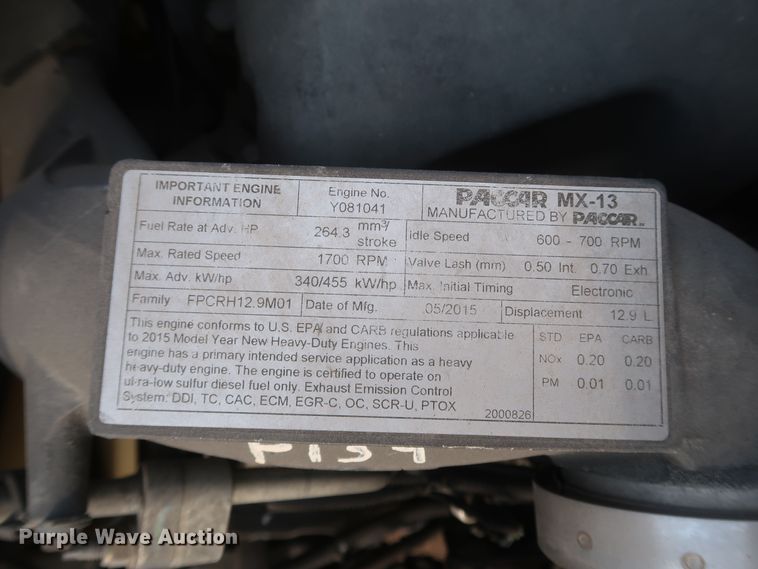 IMPORTANT ENGINE
INFORMATION
Engine No.
Y081041
PACCAR MX-13
MANUFACTURED BY PACCAR
Fuel Rate at Adv. HP 264.3 mm³/
stroke
Idle Speed 600 - 700 RPM
Max. Rated Speed 1700 RPM
Valve Lash (mm) 0.50 Int. 0.70 Exh.
Max. Adv. kW/hp 340/455 kW/hp
Max. Initial Timing Electronic
Family FPCRH12.9M01
Date of Mfg. 05/2015
Displacement 12.9 L
This engine conforms to U.S. EPA and CARB regulations applicable
to 2015 Model Year New Heavy-Duty Engines. This
engine has a primary intended service application as a heavy
heavy-duty engine. The engine is certified to operate on
ultra-low sulfur diesel fuel only. Exhaust Emission Control
System: DDI, TC, CAC, ECM, EGR-C, OC, SCR-U, PTOX
2000826
STD EPA CARB
NOx 0.20 0.20
PM 0.01 0.01
Purple Wave Auction